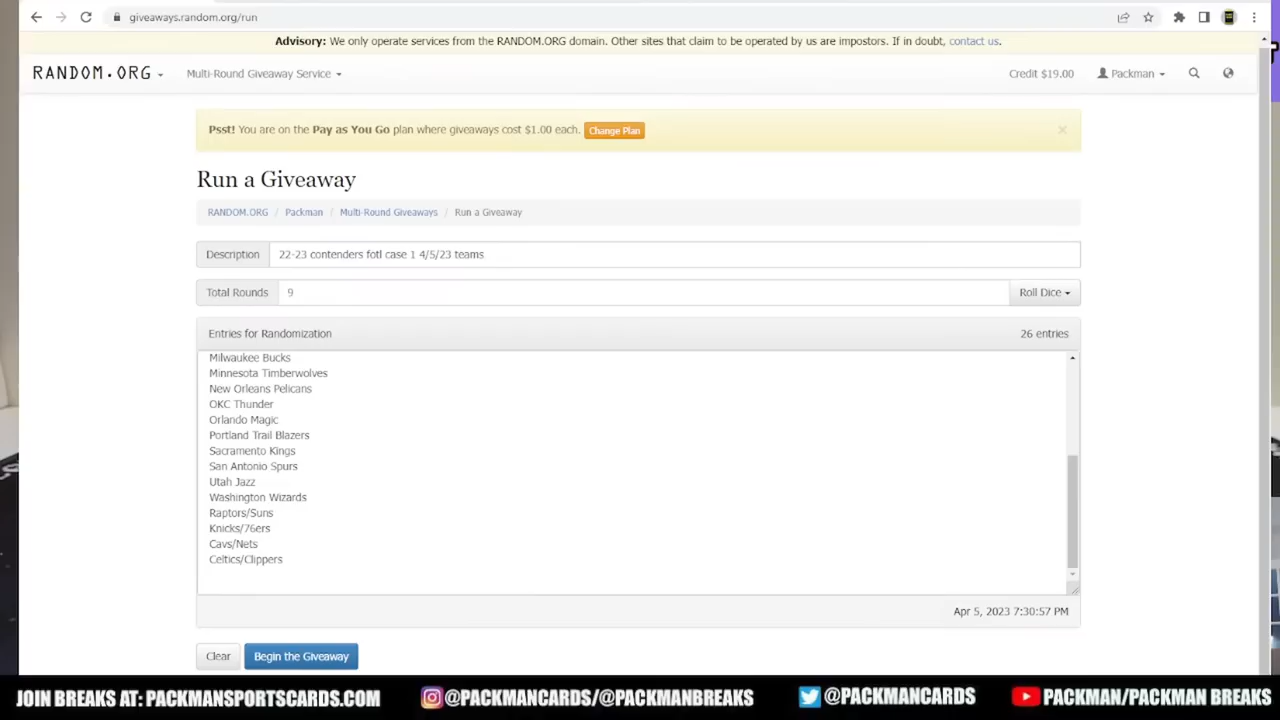 giveaways.random.org/run
Advisory: We only operate services from the RANDOM.ORG domain. Other sites that claim to be operated by us are impostors. If in doubt, contact us.
RANDOM.ORG
Multi-Round Giveaway Service
Credit $19.00
Packman
Psst! You are on the Pay as You Go plan where giveaways cost $1.00 each. Change Plan
Run a Giveaway
RANDOM.ORG / Packman / Multi-Round Giveaways / Run a Giveaway
Description 22-23 contenders fotl case 1 4/5/23 teams
Total Rounds 9 Roll Dice
Entries for Randomization 26 entries
Milwaukee Bucks
Minnesota Timberwolves
New Orleans Pelicans
OKC Thunder
Orlando Magic
Portland Trail Blazers
Sacramento Kings
San Antonio Spurs
Utah Jazz
Washington Wizards
Raptors/Suns
Knicks/76ers
Cavs/Nets
Celtics/Clippers
Apr 5, 2023 7:30:57 PM
Clear Begin the Giveaway
JOIN BREAKS AT: PACKMANSPORTSCARDS.COM @PACKMANCARDS/@PACKMANBREAKS @PACKMANCARDS PACKMAN/PACKMAN BREAKS